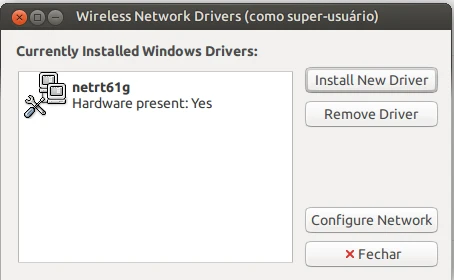 Wireless Network Drivers (como super-usuário)
Currently Installed Windows Drivers:
netrt61g
Hardware present: Yes
Install New Driver
Remove Driver
Configure Network
Fechar